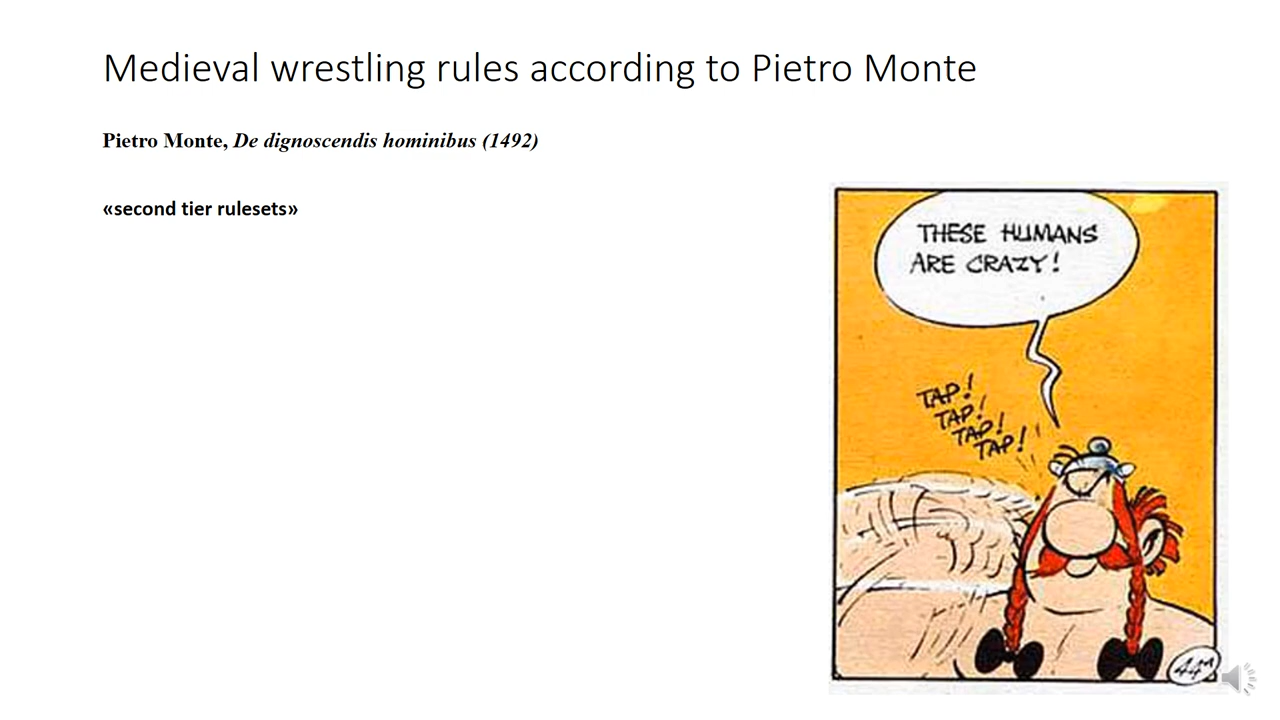 Medieval wrestling rules according to Pietro Monte
Pietro Monte, De dignoscendis hominibus (1492)
«second tier rulesets»
THESE HUMANS
ARE CRAZY!
TAP!
TAP!
TAP!
TAP!
44A